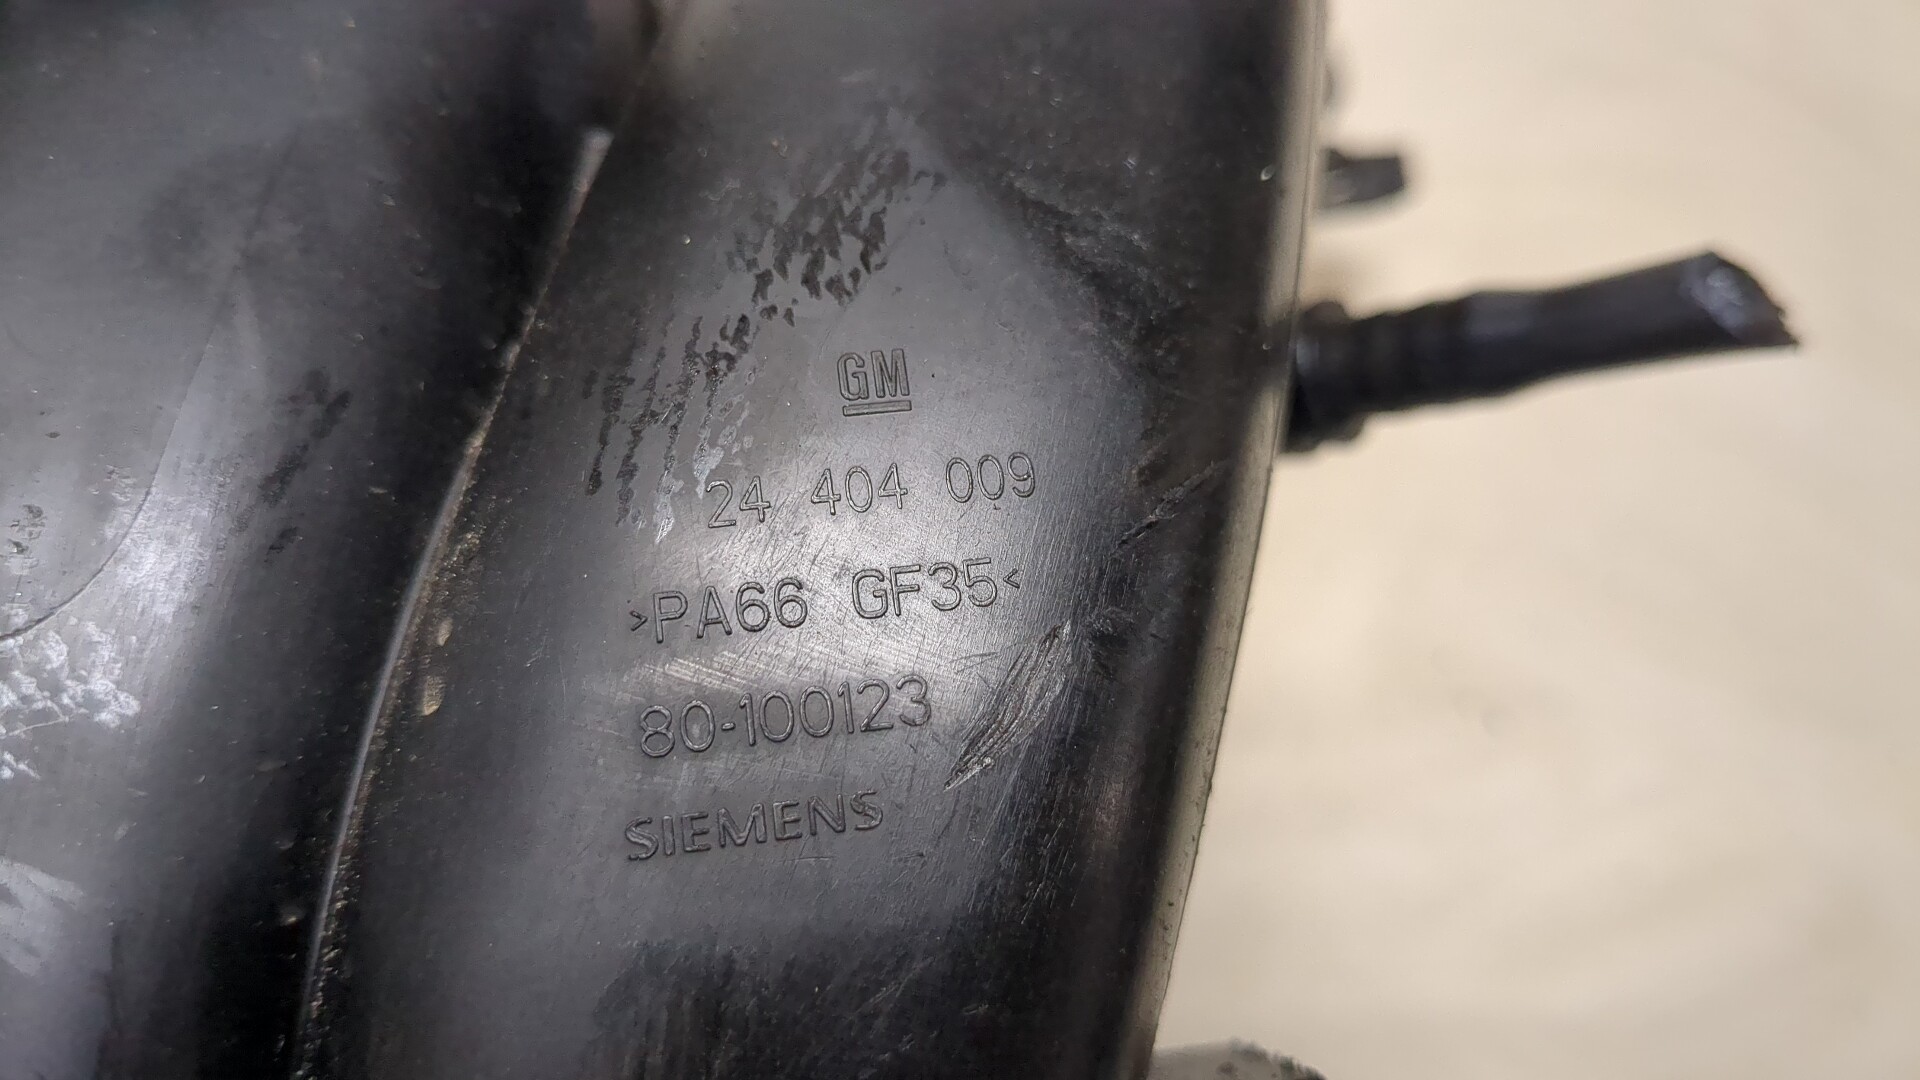 GM
24 404 009
>PA66 GF35<
80-100123
SIEMENS